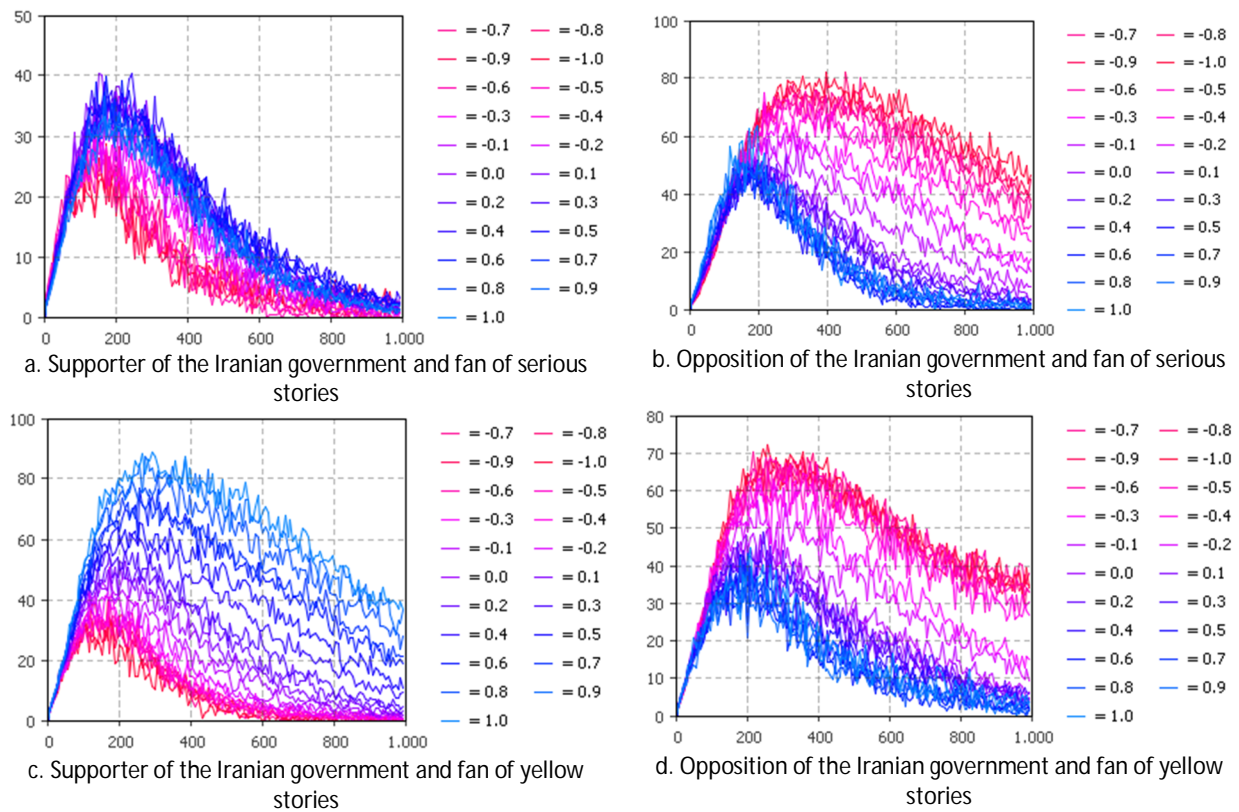 50
40
30
20
10
0
0 200 400 600 800 1.000
= -0.7 = -0.8
= -0.9 = -1.0
= -0.6 = -0.5
= -0.3 = -0.4
= -0.1 = -0.2
= 0.0 = 0.1
= 0.2 = 0.3
= 0.4 = 0.5
= 0.6 = 0.7
= 0.8 = 0.9
= 1.0
a. Supporter of the Iranian government and fan of serious
stories
100
80
60
40
20
0
0 200 400 600 800 1.000
= -0.7 = -0.8
= -0.9 = -1.0
= -0.6 = -0.5
= -0.3 = -0.4
= -0.1 = -0.2
= 0.0 = 0.1
= 0.2 = 0.3
= 0.4 = 0.5
= 0.6 = 0.7
= 0.8 = 0.9
= 1.0
b. Opposition of the Iranian government and fan of serious
stories
100
80
60
40
20
0
0 200 400 600 800 1.000
= -0.7 = -0.8
= -0.9 = -1.0
= -0.6 = -0.5
= -0.3 = -0.4
= -0.1 = -0.2
= 0.0 = 0.1
= 0.2 = 0.3
= 0.4 = 0.5
= 0.6 = 0.7
= 0.8 = 0.9
= 1.0
c. Supporter of the Iranian government and fan of yellow
stories
80
70
60
50
40
30
20
10
0
0 200 400 600 800 1.000
= -0.7 = -0.8
= -0.9 = -1.0
= -0.6 = -0.5
= -0.3 = -0.4
= -0.1 = -0.2
= 0.0 = 0.1
= 0.2 = 0.3
= 0.4 = 0.5
= 0.6 = 0.7
= 0.8 = 0.9
= 1.0
d. Opposition of the Iranian government and fan of yellow
stories